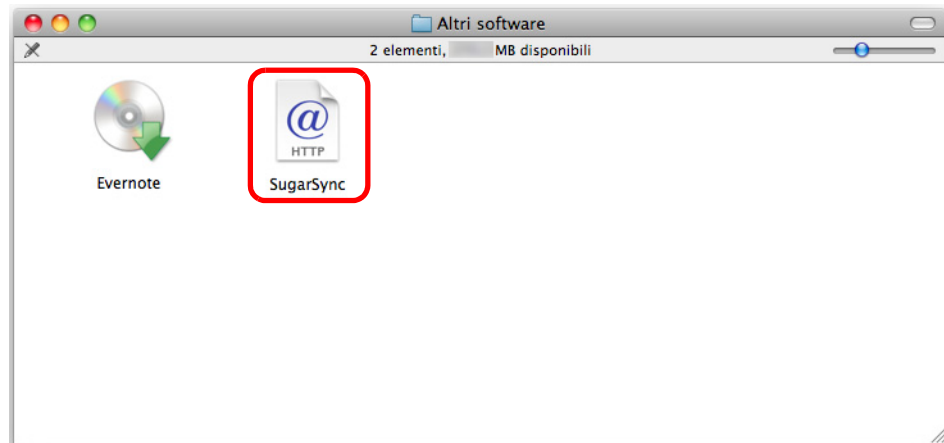 Altri software
2 elementi, MB disponibili
@
HTTP
Evernote
SugarSync